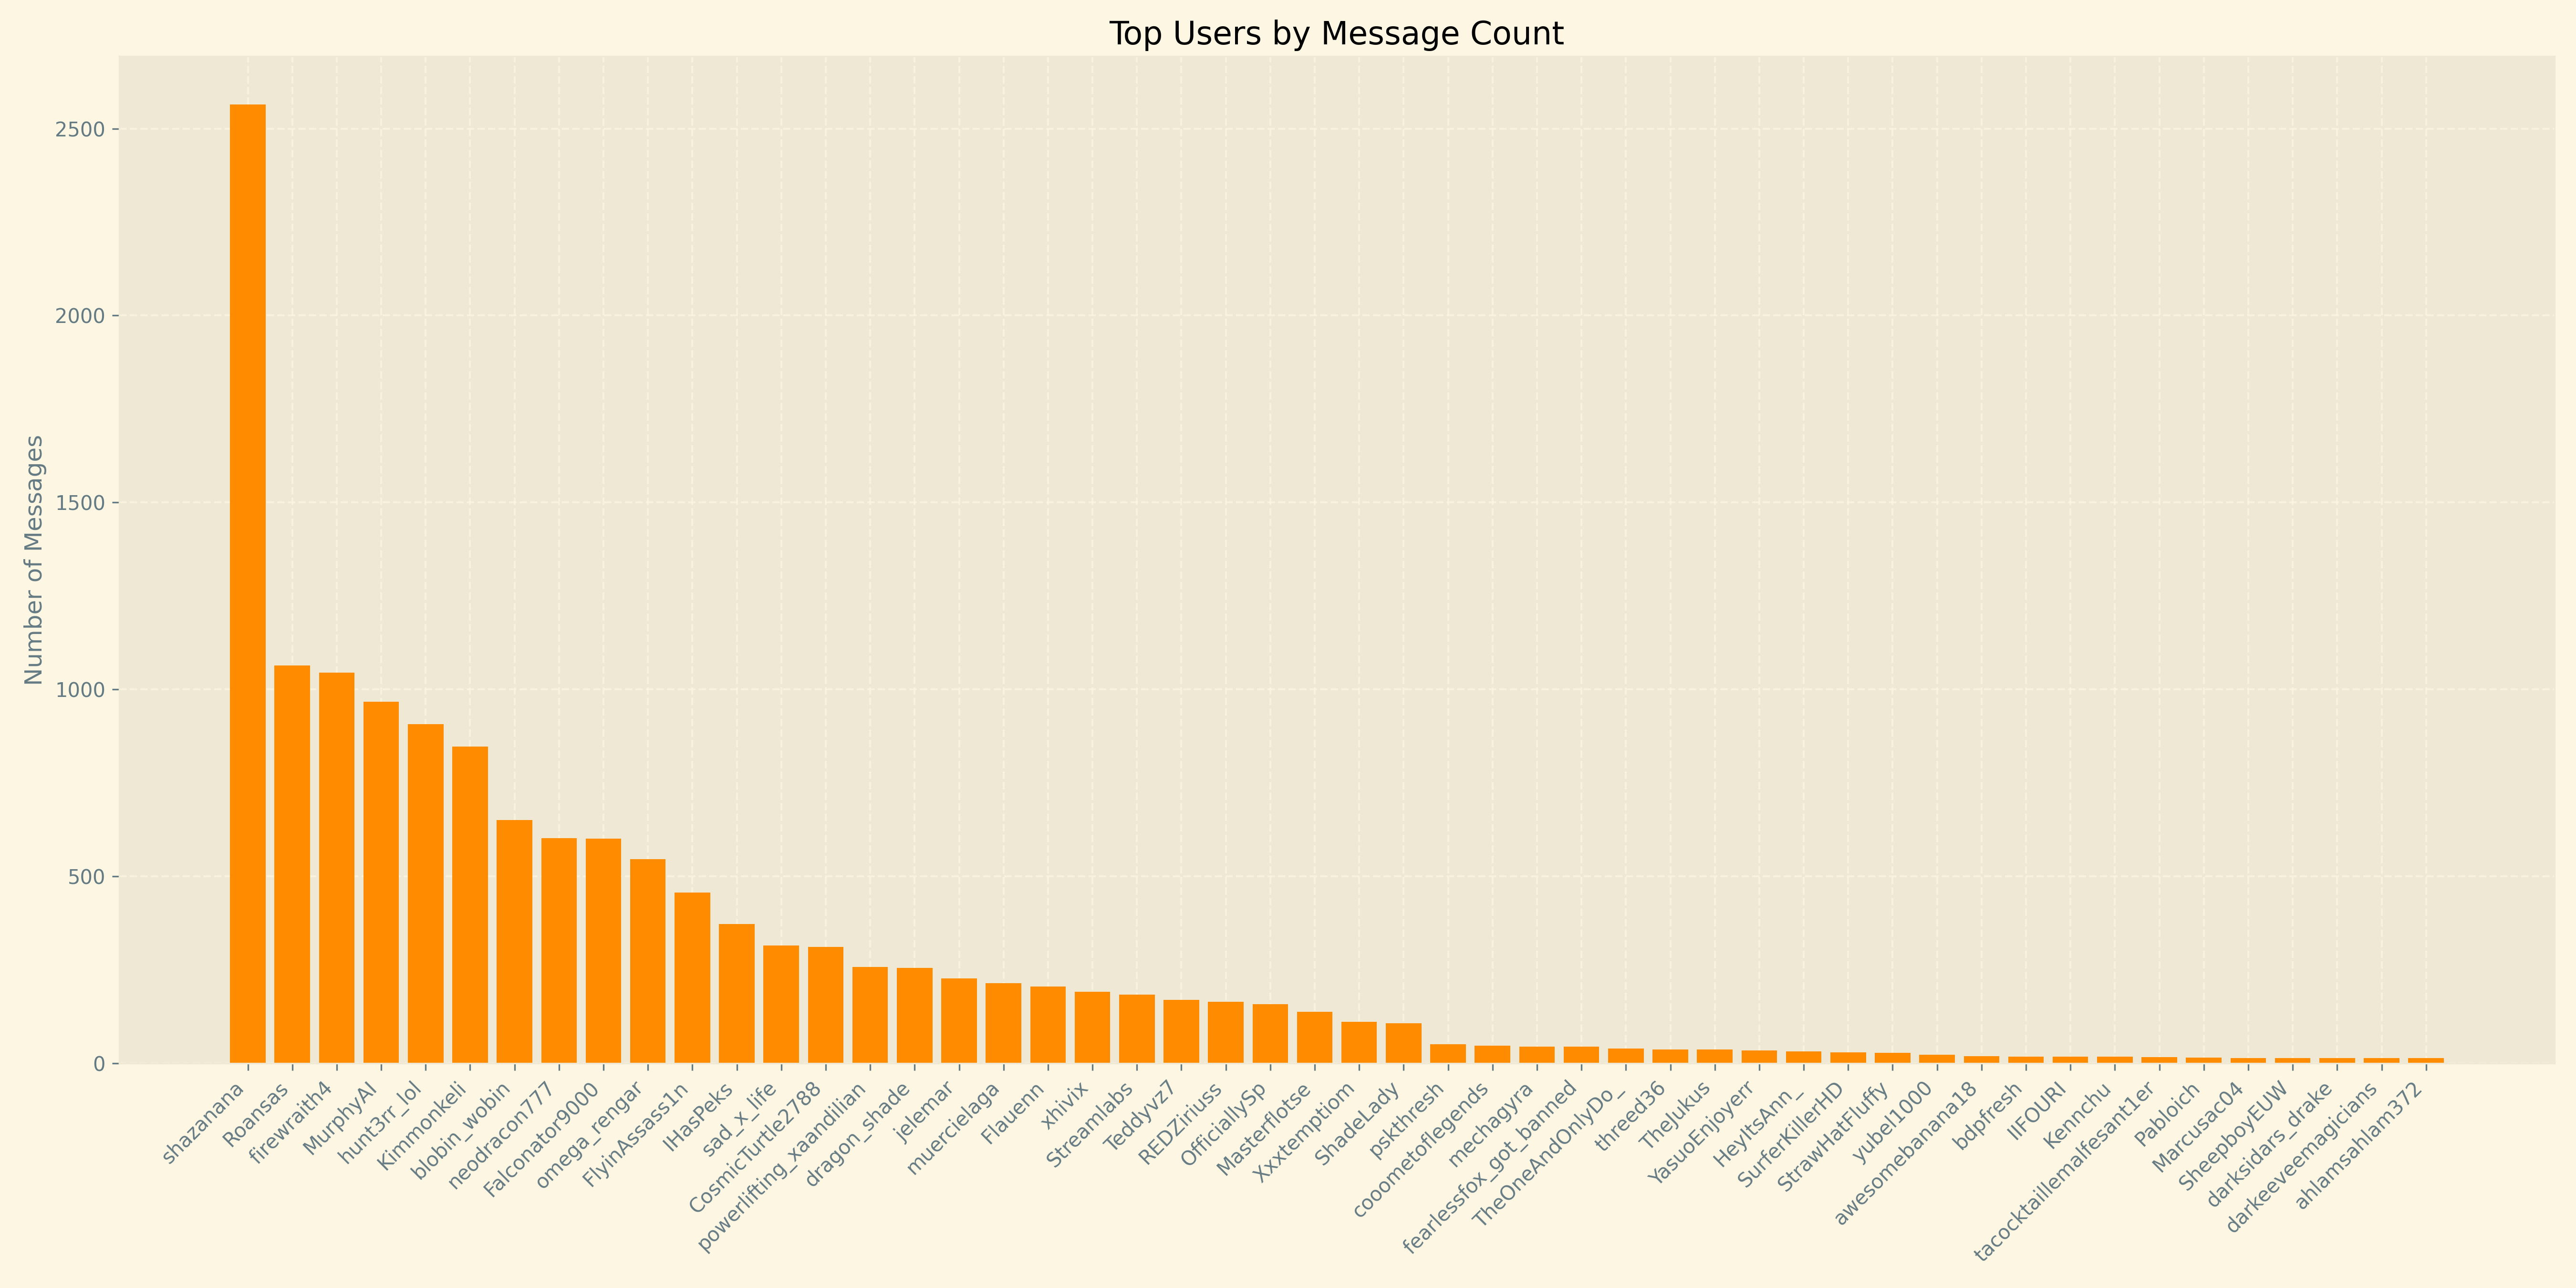 Top Users by Message Count
Number of Messages
2500
2000
1500
1000
500
0
shazanana
Roansas
firewraith4
MurphyAI
hunt3rr_lol
Kimmonkeli
blobin_wobin
neodracon777
Falconator9000
omega_rengar
FlyinAssass1n
IHasPeks
sad_x_life
CosmicTurtle2788
powerlifting_xaandilian
dragon_shade
jelemar
muercielaga
Flauenn
xhivix
Streamlabs
Teddyvz7
REDZiriuss
OfficiallySp
Masterflotse
Xxxtemptiom
ShadeLady
pskthresh
cooometoflegends
mechagyra
fearlessfox_got_banned
TheOneAndOnlyDo_
threed36
TheJukus
YasuoEnjoyerr
HeyItsAnn_
SurferKillerHD
StrawHatFluffy
yubel1000
awesomebanana18
bdpfresh
IIFOURI
Kennchu
tacocktaillemalfesant1er
Pabloich
Marcusac04
SheepboyEUW
darksidars_drake
darkeeveemagicians
ahlamsahlam372